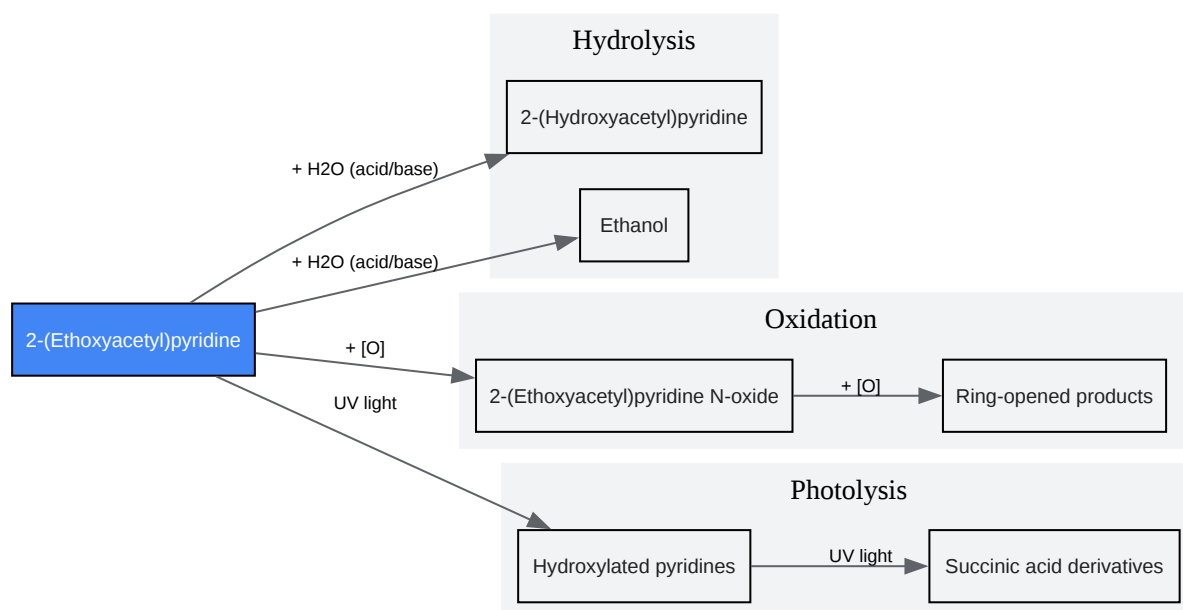 Hydrolysis
2-(Hydroxyacetyl)pyridine
+ H2O (acid/base)
Ethanol
+ H2O (acid/base)
2-(Ethoxyacetyl)pyridine
Oxidation
+ [O]
2-(Ethoxyacetyl)pyridine N-oxide
+ [O]
Ring-opened products
UV light
Photolysis
Hydroxylated pyridines
UV light
Succinic acid derivatives